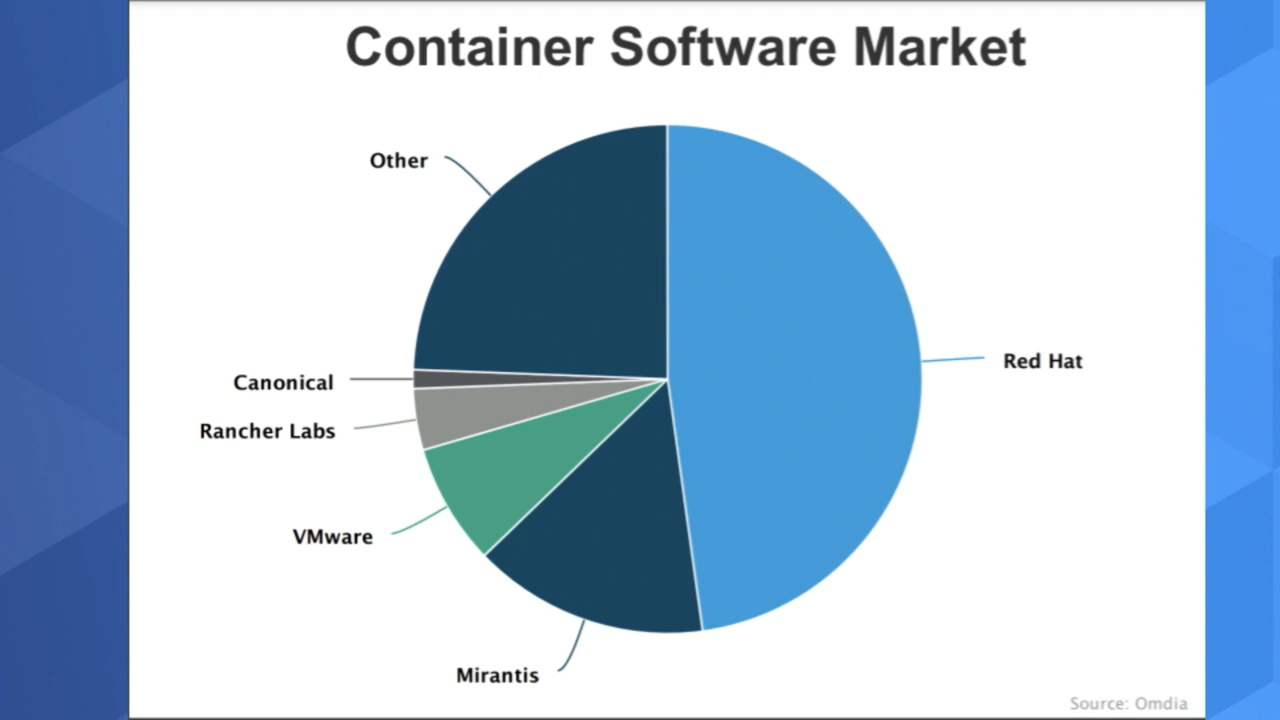 Container Software Market
Other
Red Hat
Canonical
Rancher Labs
VMware
Mirantis
Source: Omdia